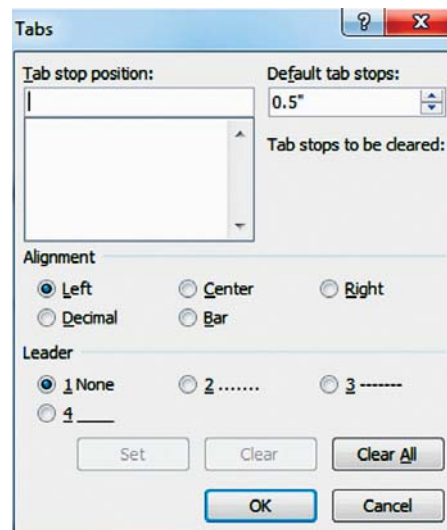 Tabs
Tab stop position:
Default tab stops:
0.5"
Tab stops to be cleared:
Alignment
Left
Center
Right
Decimal
Bar
Leader
1 None
2 .......
3 -------
4 ____
Set
Clear
Clear All
OK
Cancel